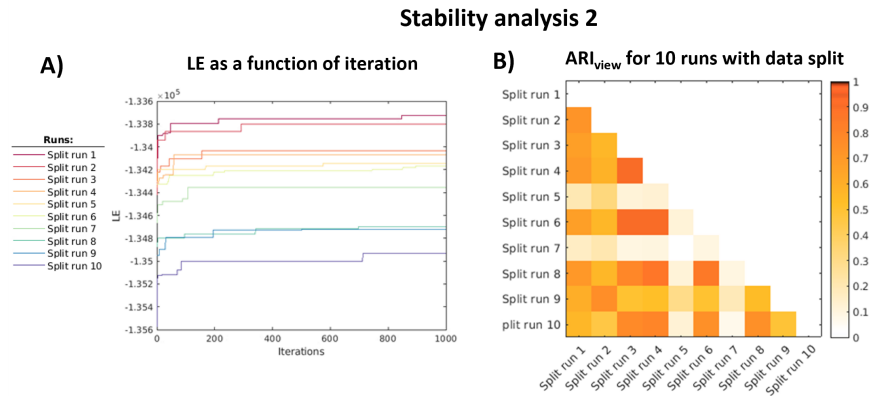 Stability analysis 2
A)
LE as a function of iteration
B)
ARIview for 10 runs with data split
Runs:
Split run 1
Split run 2
Split run 3
Split run 4
Split run 5
Split run 6
Split run 7
Split run 8
Split run 9
Split run 10
×10⁵
-1.336
-1.338
-1.34
-1.342
-1.344
-1.346
-1.348
-1.35
-1.352
-1.354
-1.356
LE
0
200
400
600
800
1000
Iterations
Split run 1
Split run 2
Split run 3
Split run 4
Split run 5
Split run 6
Split run 7
Split run 8
Split run 9
plit run 10
Split run 1
Split run 2
Split run 3
Split run 4
Split run 5
Split run 6
Split run 7
Split run 8
Split run 9
Split run 10
1
0.9
0.8
0.7
0.6
0.5
0.4
0.3
0.2
0.1
0